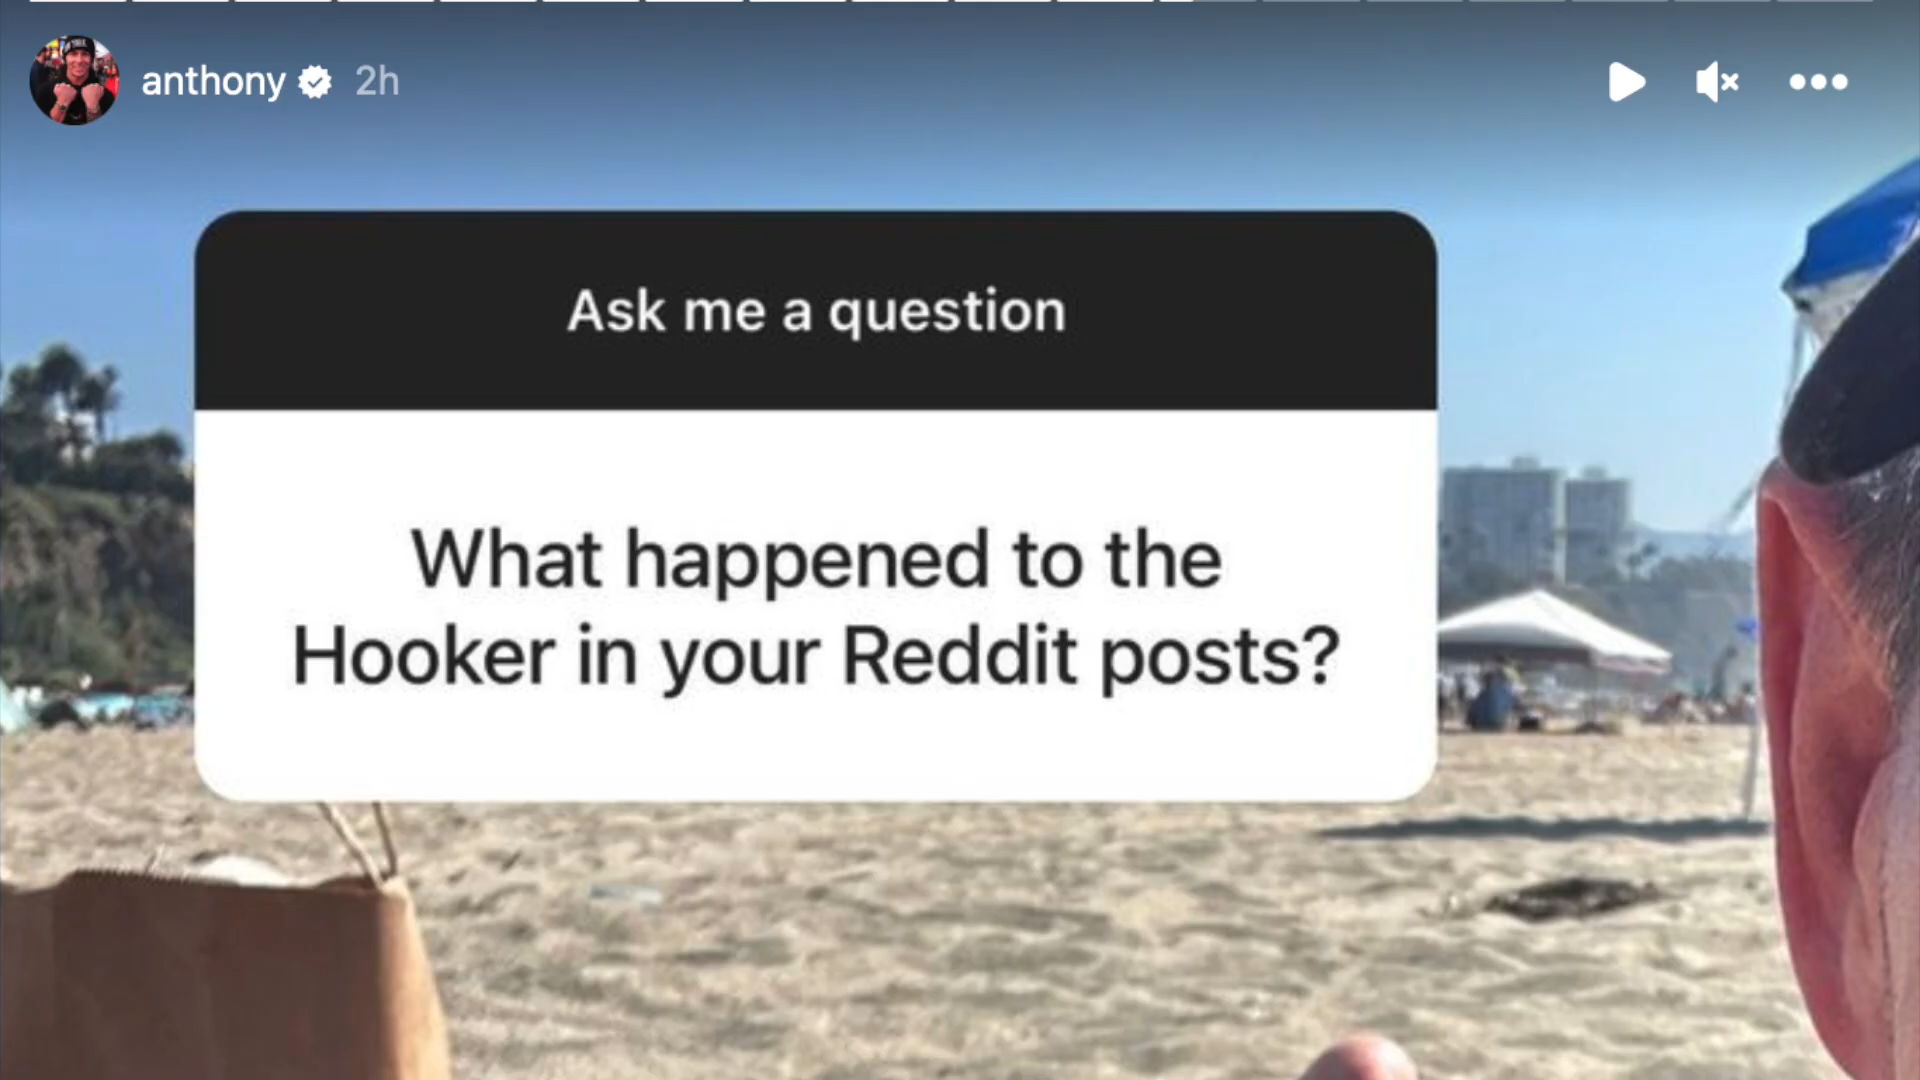 anthony 2h
Ask me a question
What happened to the
Hooker in your Reddit posts?